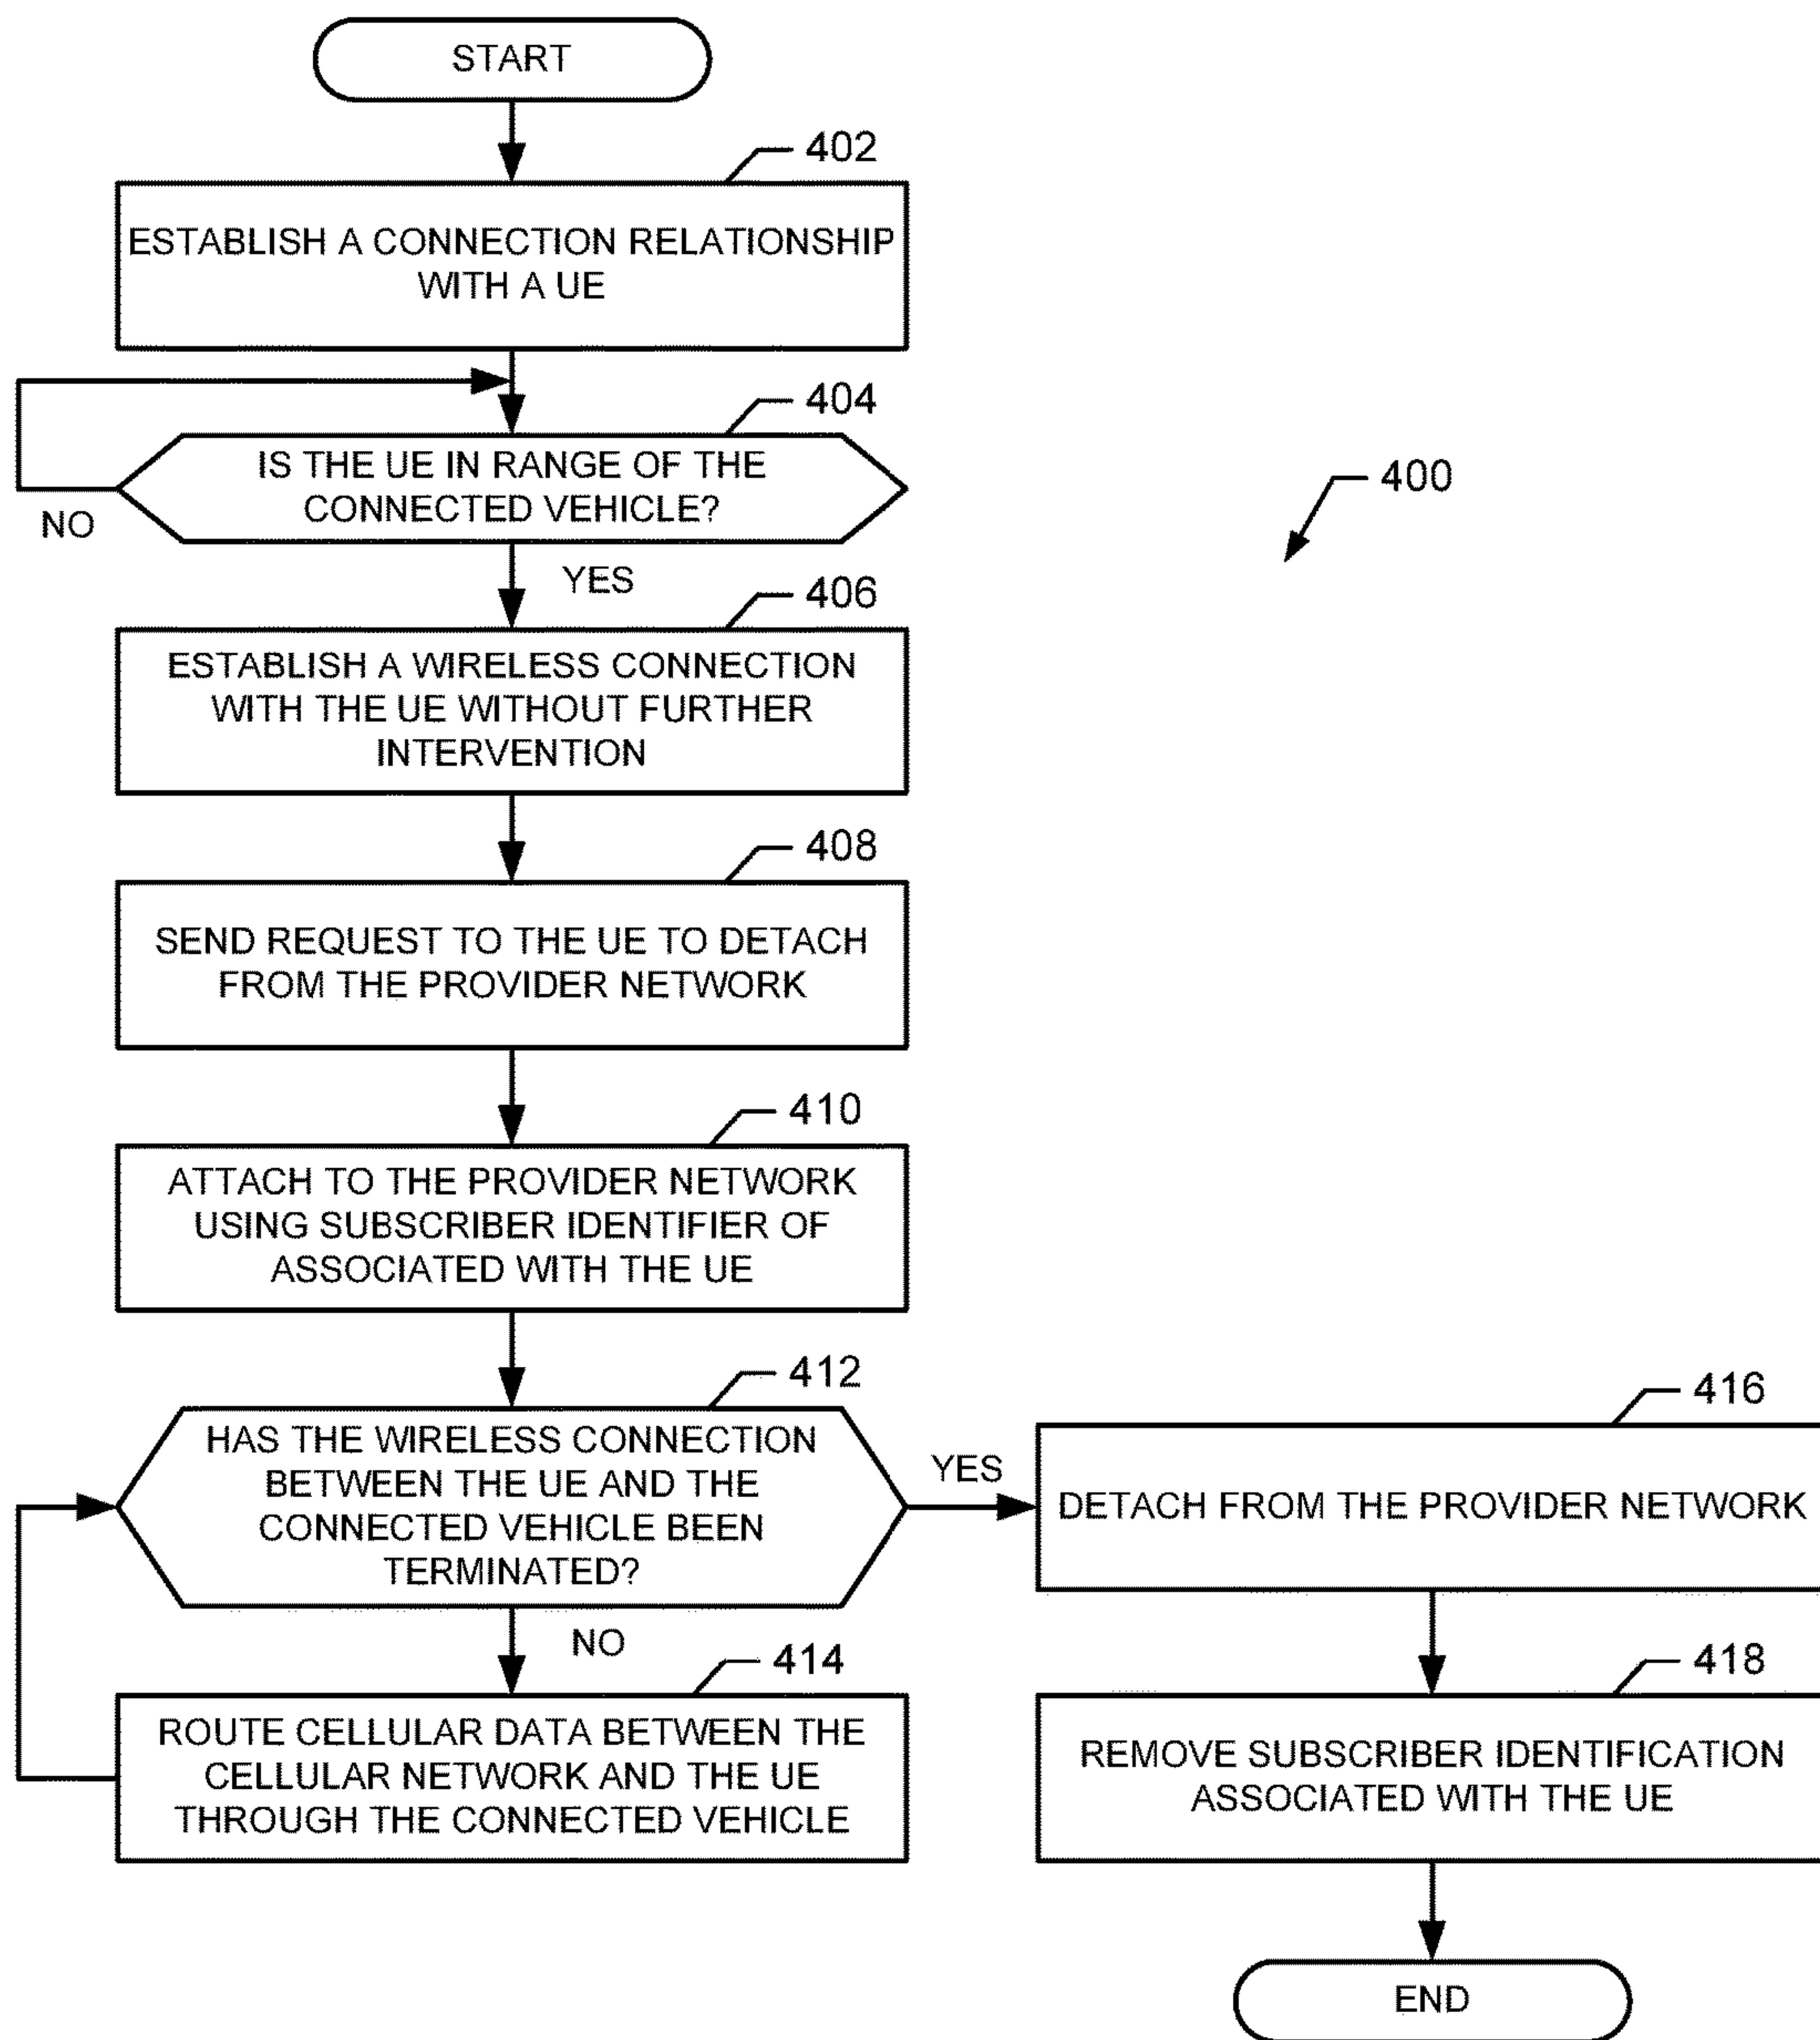 START
402
ESTABLISH A CONNECTION RELATIONSHIP
WITH A UE
404
IS THE UE IN RANGE OF THE
CONNECTED VEHICLE?
NO
YES
400
406
ESTABLISH A WIRELESS CONNECTION
WITH THE UE WITHOUT FURTHER
INTERVENTION
408
SEND REQUEST TO THE UE TO DETACH
FROM THE PROVIDER NETWORK
410
ATTACH TO THE PROVIDER NETWORK
USING SUBSCRIBER IDENTIFIER OF
ASSOCIATED WITH THE UE
412
HAS THE WIRELESS CONNECTION
BETWEEN THE UE AND THE
CONNECTED VEHICLE BEEN
TERMINATED?
YES
NO
414
ROUTE CELLULAR DATA BETWEEN THE
CELLULAR NETWORK AND THE UE
THROUGH THE CONNECTED VEHICLE
416
DETACH FROM THE PROVIDER NETWORK
418
REMOVE SUBSCRIBER IDENTIFICATION
ASSOCIATED WITH THE UE
END